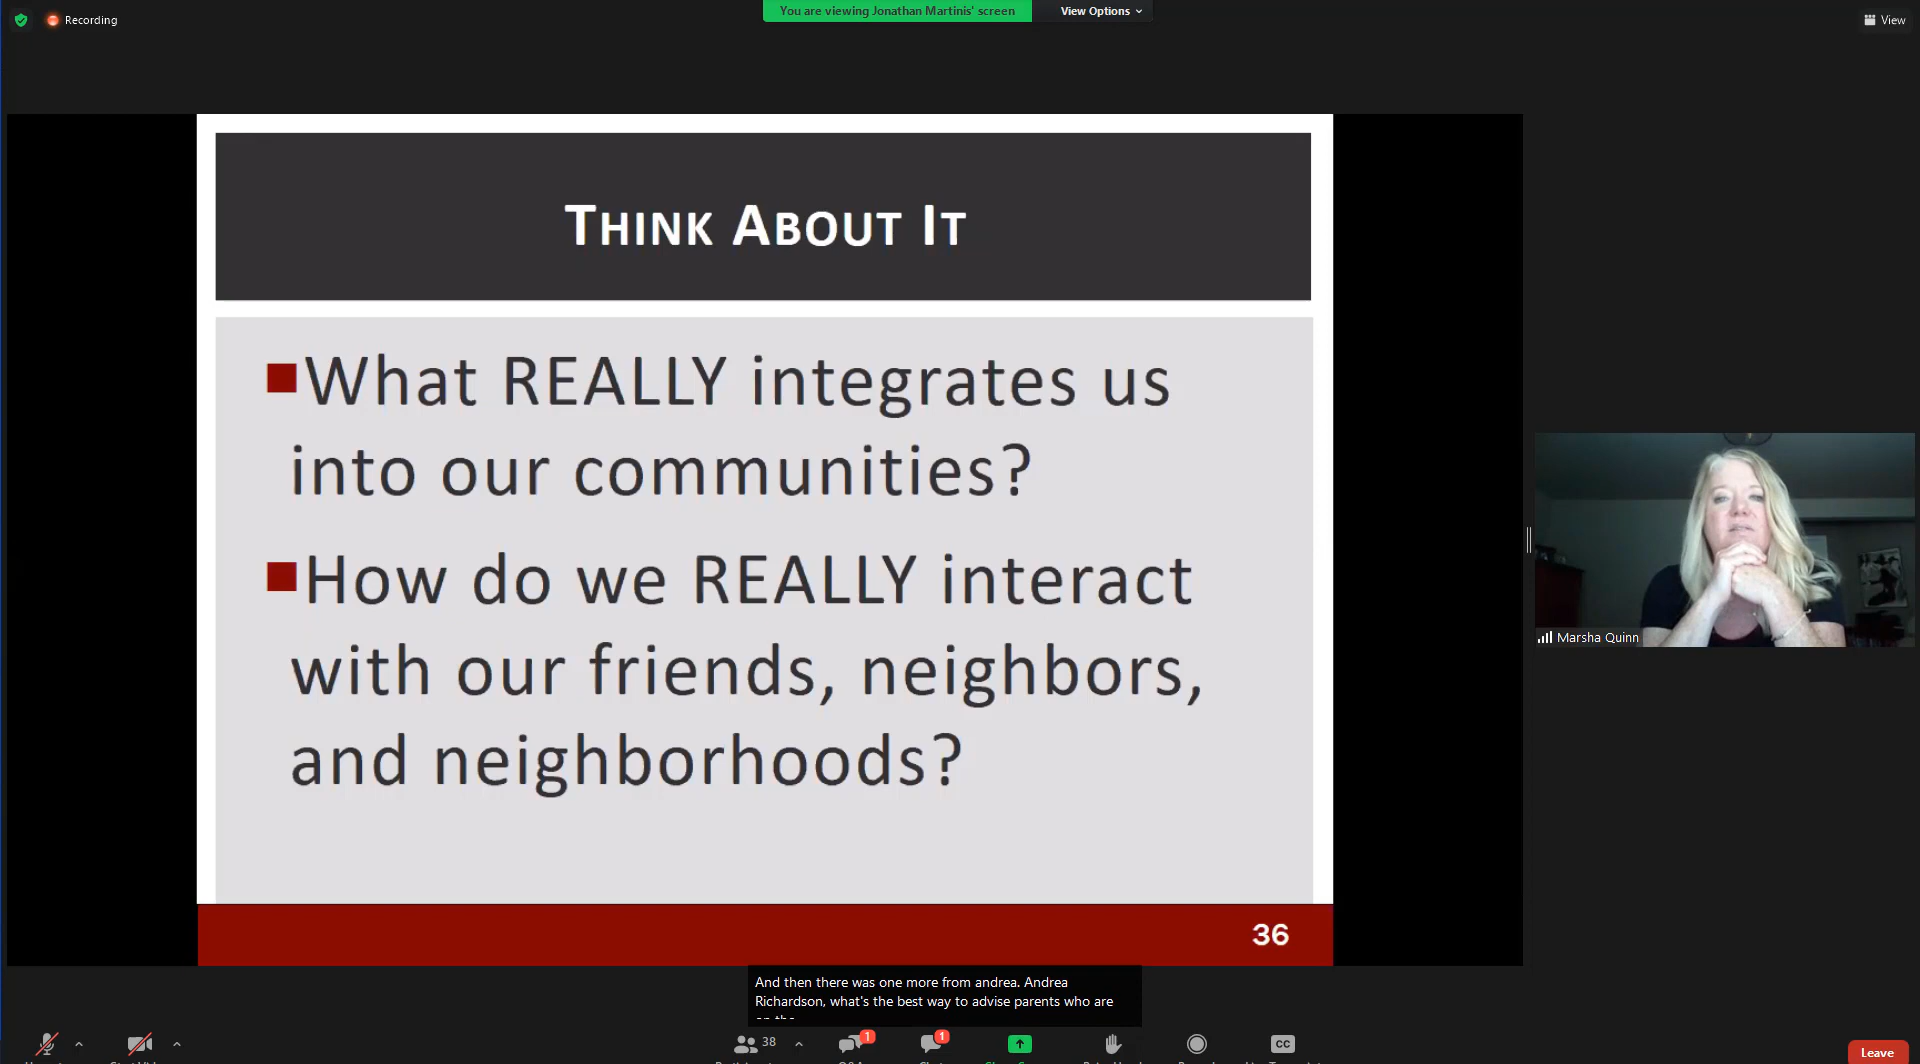 Recording
You are viewing Jonathan Martinis' screen
View Options
View
THINK ABOUT IT
What REALLY integrates us
into our communities?
How do we REALLY interact
with our friends, neighbors,
and neighborhoods?
36
Marsha Quinn
And then there was one more from andrea. Andrea
Richardson, what's the best way to advise parents who are
38
1
1
CC
Leave